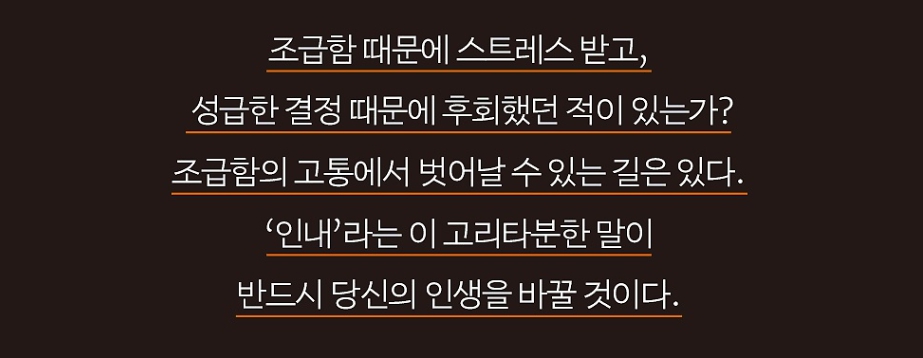 조급함 때문에 스트레스 받고,
성급한 결정 때문에 후회했던 적이 있는가?
조급함의 고통에서 벗어날 수 있는 길은 있다.
‘인내’라는 이 고리타분한 말이
반드시 당신의 인생을 바꿀 것이다.